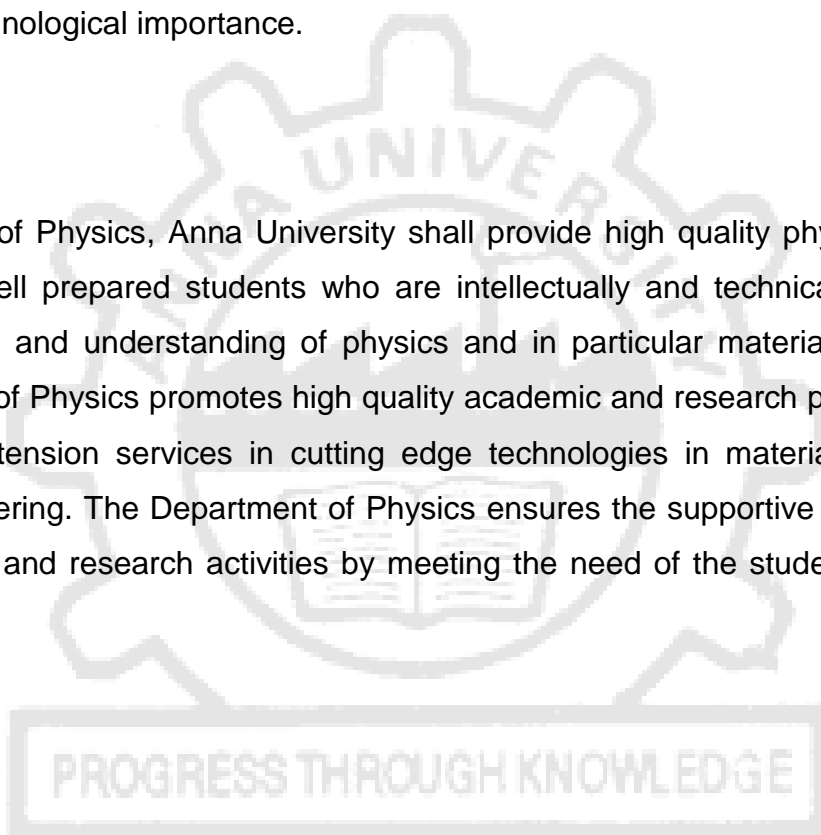 nological importance.
ANNA UNIVERSITY
of Physics, Anna University shall provide high quality phy
ell prepared students who are intellectually and technica
and understanding of physics and in particular materia
of Physics promotes high quality academic and research p
tension services in cutting edge technologies in materia
ering. The Department of Physics ensures the supportive
and research activities by meeting the need of the stude
PROGRESS THROUGH KNOWLEDGE